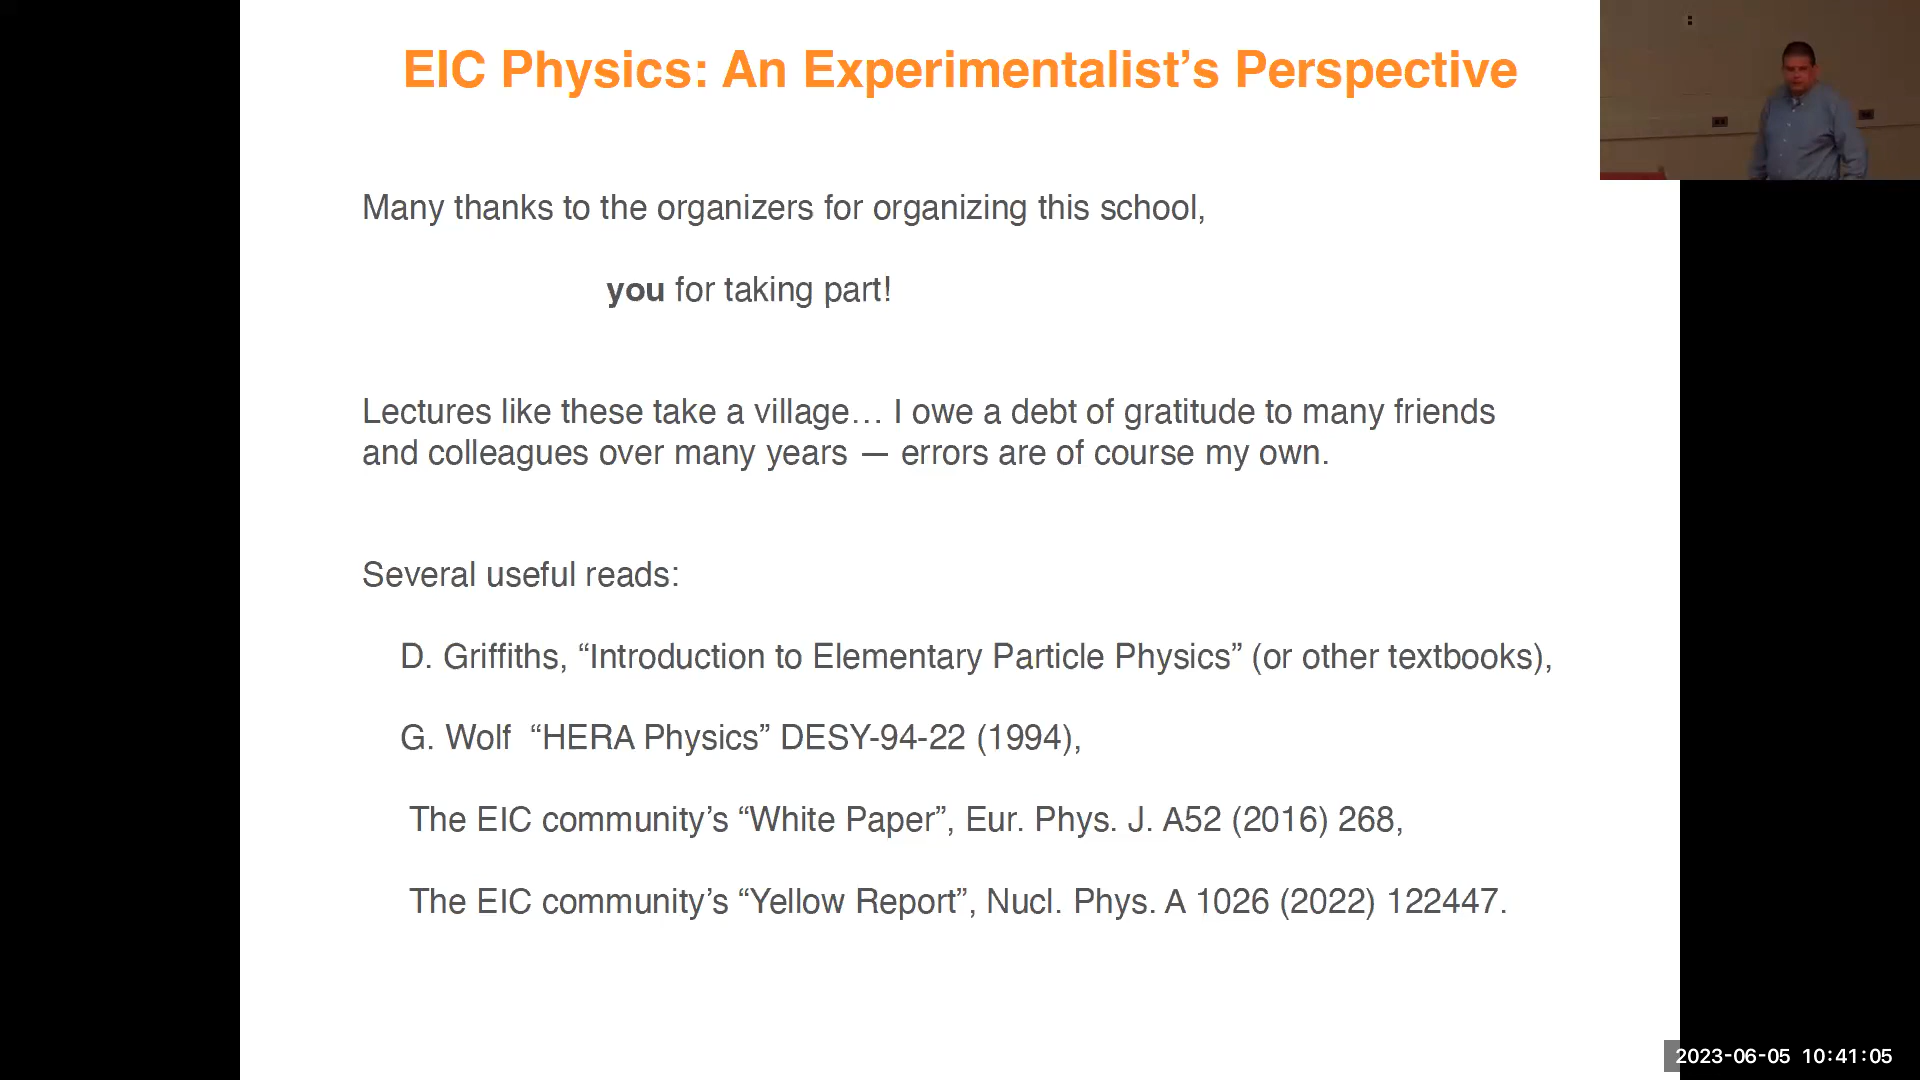 EIC Physics: An Experimentalist’s Perspective
Many thanks to the organizers for organizing this school,
you for taking part!
Lectures like these take a village… I owe a debt of gratitude to many friends
and colleagues over many years — errors are of course my own.
Several useful reads:
D. Griffiths, “Introduction to Elementary Particle Physics” (or other textbooks),
G. Wolf “HERA Physics” DESY-94-22 (1994),
The EIC community’s “White Paper”, Eur. Phys. J. A52 (2016) 268,
The EIC community’s “Yellow Report”, Nucl. Phys. A 1026 (2022) 122447.
2023-06-05 10:41:05